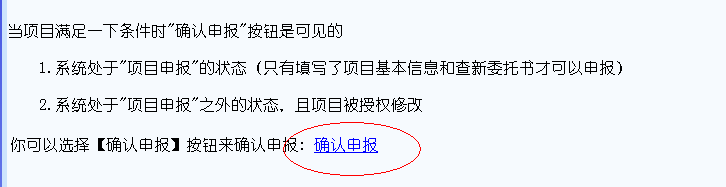 当项目满足一下条件时"确认申报"按钮是可见的
1.系统处于"项目申报"的状态（只有填写了项目基本信息和查新委托书才可以申报）
2.系统处于"项目申报"之外的状态，且项目被授权修改
你可以选择【确认申报】按钮来确认申报：确认申报